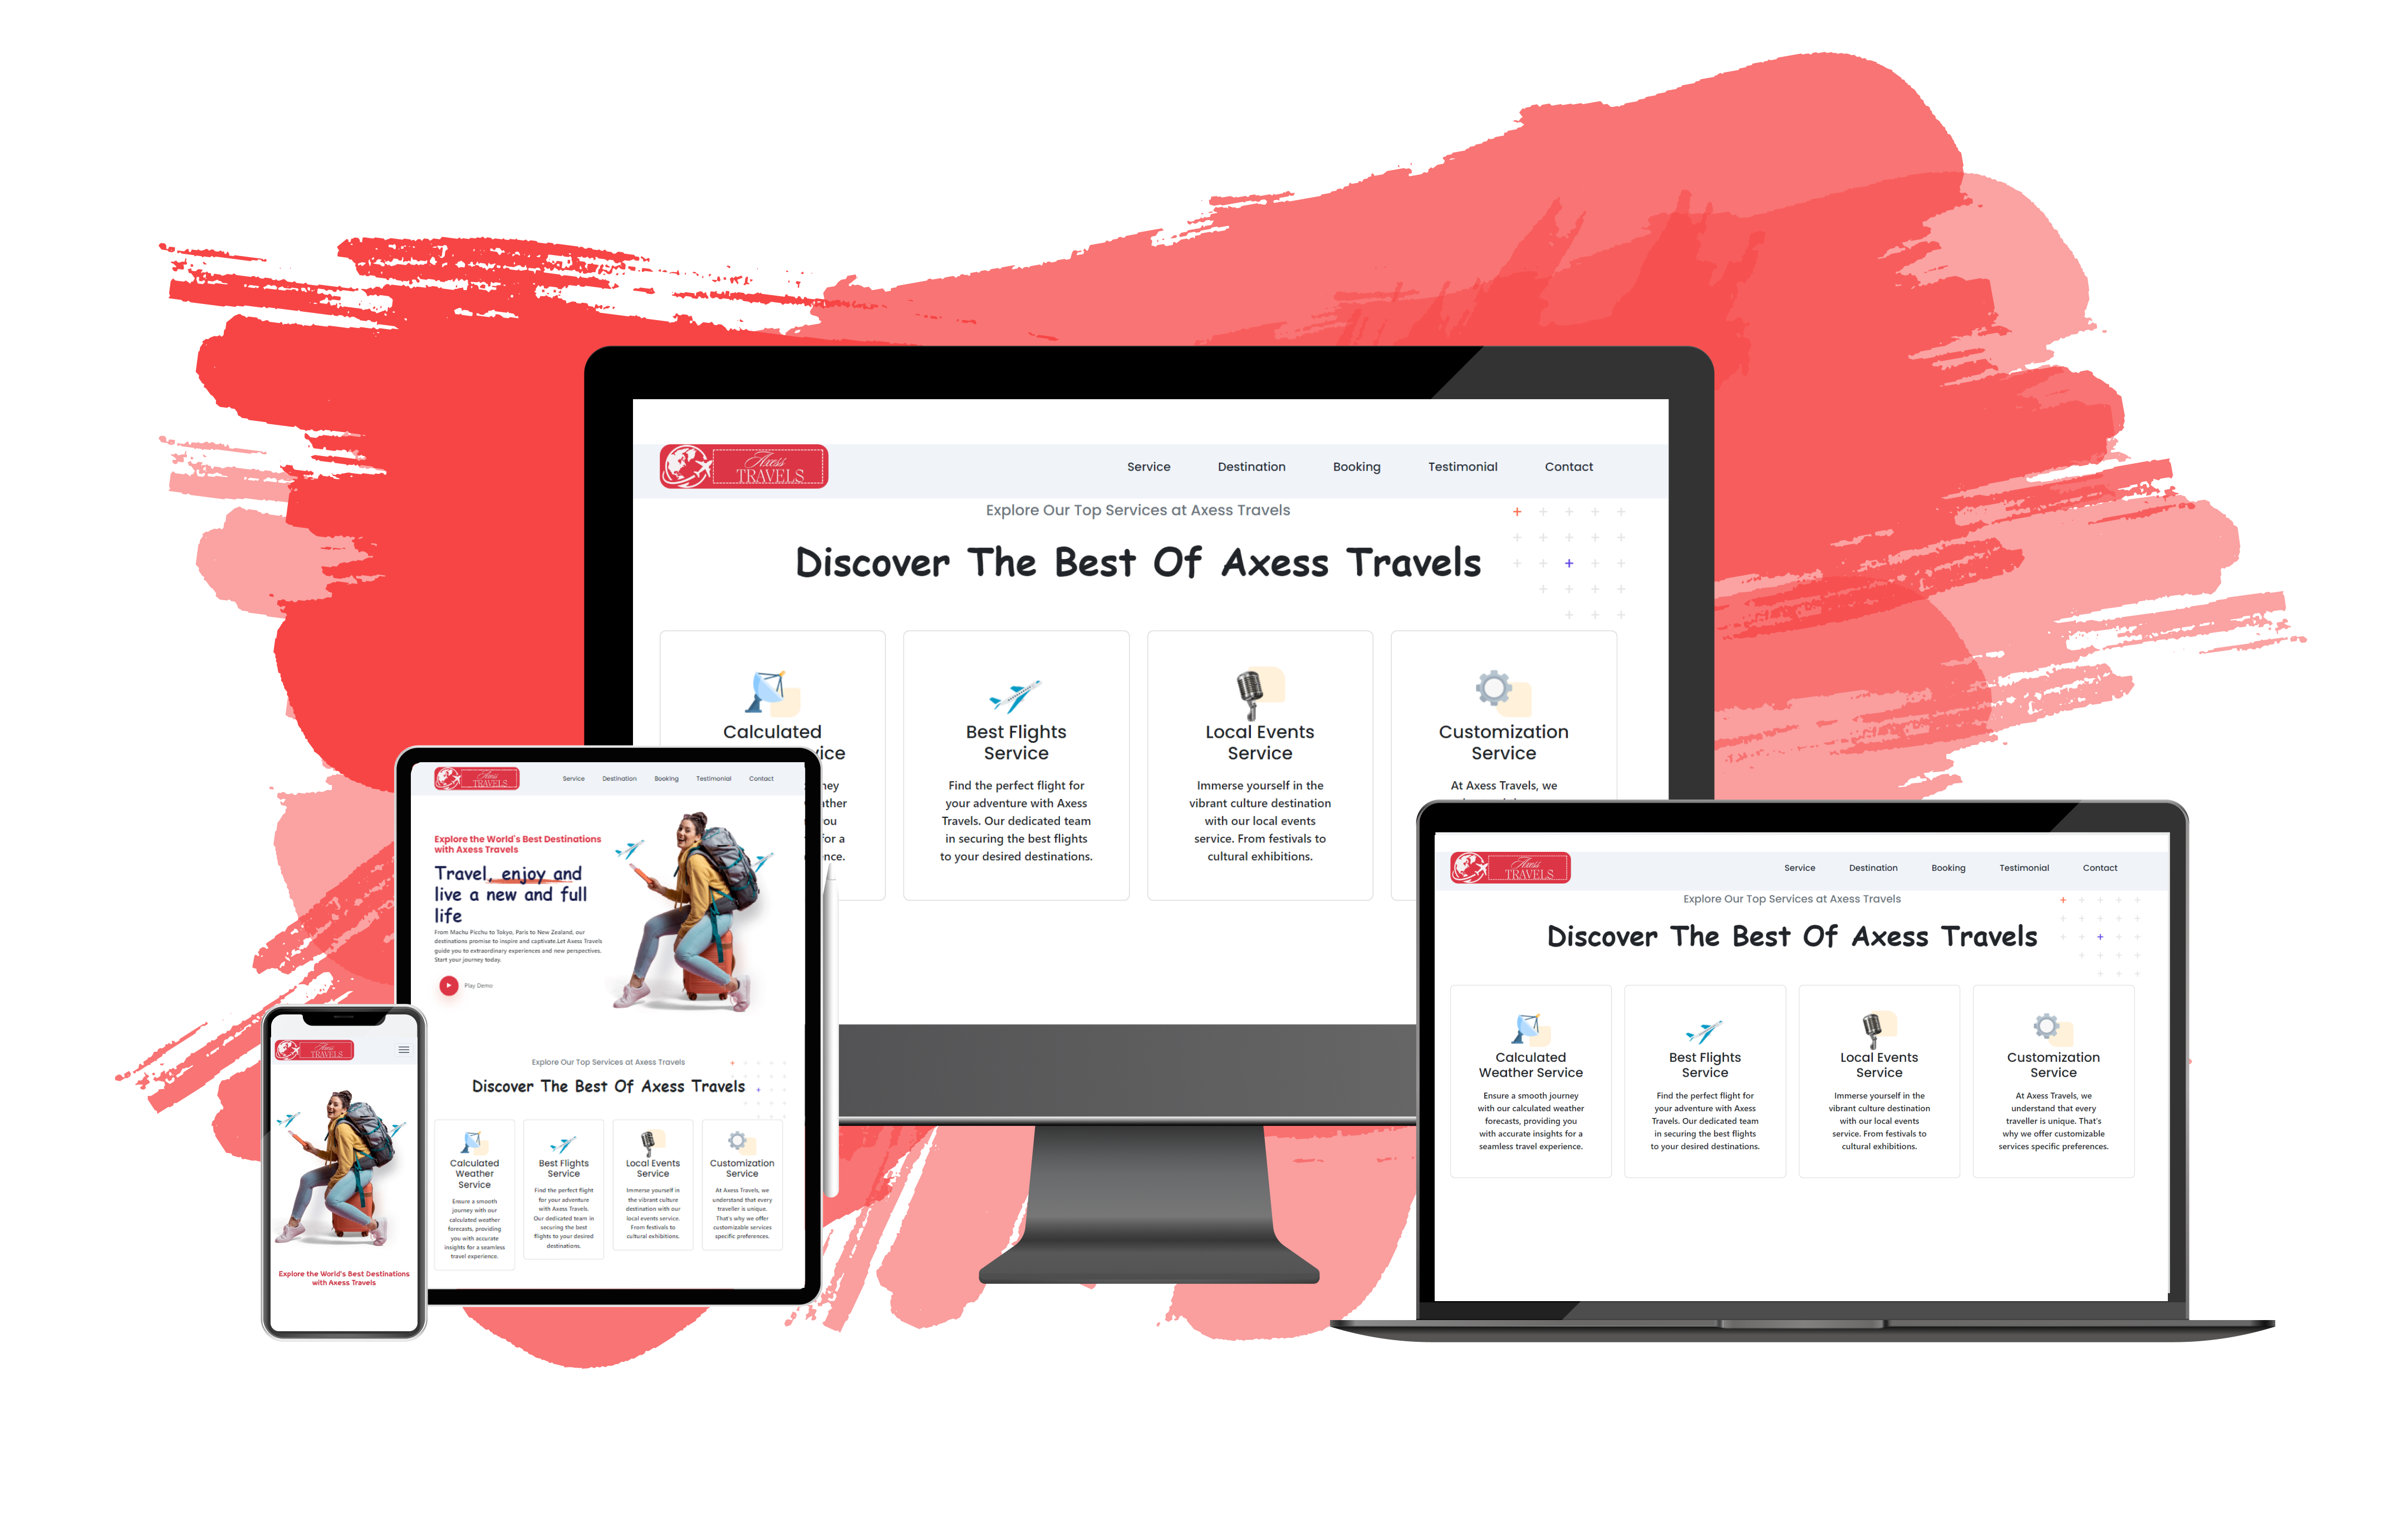 Axess
TRAVELS
Service Destination Booking Testimonial Contact
Explore Our Top Services at Axess Travels
Discover The Best Of Axess Travels
Calculated
Best Flights
Service
Find the perfect flight for
your adventure with Axess
Travels. Our dedicated team
in securing the best flights
to your desired destinations.
Local Events
Service
Immerse yourself in the
vibrant culture destination
with our local events
service. From festivals to
cultural exhibitions.
Customization
Service
At Axess Travels, we
Axess
TRAVELS
Service Destination Booking Testimonial Contact
Explore the World's Best Destinations
with Axess Travels
Travel, enjoy and
live a new and full
life
From Machu Picchu to Tokyo, Paris to New Zealand, our
destinations promise to inspire and captivate.Let Axess Travels
guide you to extraordinary experiences and new perspectives.
Start your journey today.
Play Demo
Explore Our Top Services at Axess Travels
Discover The Best Of Axess Travels
Calculated
Weather
Service
Ensure a smooth
journey with our
calculated weather
forecasts, providing
you with accurate
insights for a seamless
travel experience.
Best Flights
Service
Find the perfect flight
for your adventure
with Axess Travels.
Our dedicated team in
securing the best
flights to your desired
destinations.
Local Events
Service
Immerse yourself in
the vibrant culture
destination with our
local events service.
From festivals to
cultural exhibitions.
Customization
Service
At Axess Travels, we
understand that every
traveller is unique.
That's why we offer
customizable services
specific preferences.
Axess
TRAVELS
Explore the World's Best Destinations
with Axess Travels
Axess
TRAVELS
Service Destination Booking Testimonial Contact
Explore Our Top Services at Axess Travels
Discover The Best Of Axess Travels
Calculated
Weather Service
Ensure a smooth journey
with our calculated weather
forecasts, providing you
with accurate insights for a
seamless travel experience.
Best Flights
Service
Find the perfect flight for
your adventure with Axess
Travels. Our dedicated team
in securing the best flights
to your desired destinations.
Local Events
Service
Immerse yourself in the
vibrant culture destination
with our local events
service. From festivals to
cultural exhibitions.
Customization
Service
At Axess Travels, we
understand that every
traveller is unique. That's
why we offer customizable
services specific preferences.